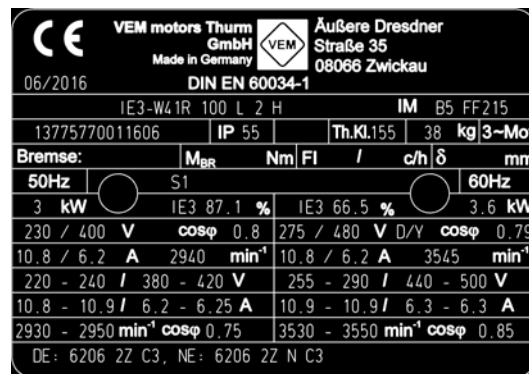 CE VEM motors Thurm GmbH VEM Äußere Dresdner
Made in Germany Straße 35
08066 Zwickau
06/2016 DIN EN 60034-1
IE3-W41R 100 L 2 H IM B5 FF215
13775770011606 IP 55 Th.Kl.155 38 kg 3~Mo
Bremse: MBR Nm FI / c/h δ mm
50Hz S1 60Hz
3 kW IE3 87.1 % IE3 66.5 % 3.6 kW
230 / 400 V cosφ 0.8 275 / 480 V D/Y cosφ 0.79
10.8 / 6.2 A 2940 min-1 10.8 / 6.2 A 3545 min-1
220 - 240 / 380 - 420 V 255 - 290 / 440 - 500 V
10.8 - 10.9 / 6.2 - 6.25 A 10.9 - 10.9 / 6.3 - 6.3 A
2930 - 2950 min-1 cosφ 0.75 3530 - 3550 min-1 cosφ 0.85
DE: 6206 2Z C3, NE: 6206 2Z N C3